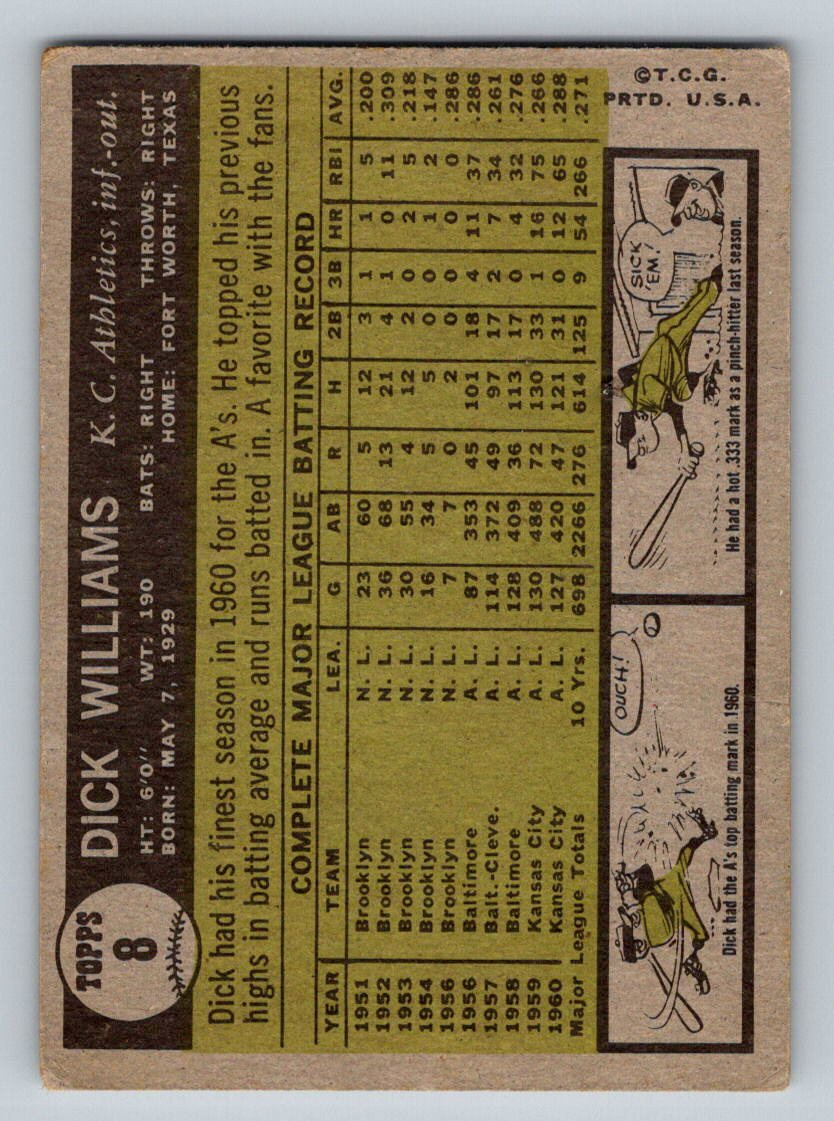 TOPPS
8
DICK WILLIAMS K. C. Athletics, inf.-out.
HT: 6'0" WT: 190 BATS: RIGHT THROWS: RIGHT
BORN: MAY 7, 1929 HOME: FORT WORTH, TEXAS
Dick had his finest season in 1960 for the A's. He topped his previous
highs in batting average and runs batted in. A favorite with the fans.
COMPLETE MAJOR LEAGUE BATTING RECORD
YEAR TEAM LEA. G AB R H 2B 3B HR RBI AVG.
1951 Brooklyn N. L. 23 60 5 12 3 1 1 5 .200
1952 Brooklyn N. L. 36 68 13 21 4 1 0 11 .309
1953 Brooklyn N. L. 30 55 4 12 2 0 2 5 .218
1954 Brooklyn N. L. 16 34 5 5 0 0 1 2 .147
1956 Brooklyn N. L. 7 7 0 2 0 0 0 0 .286
1956 Baltimore A. L. 87 353 45 101 18 4 11 37 .286
1957 Balt.-Cleve. A. L. 114 372 49 97 17 2 7 34 .261
1958 Baltimore A. L. 128 409 36 113 17 0 4 32 .276
1959 Kansas City A. L. 130 488 72 130 33 1 16 75 .266
1960 Kansas City A. L. 127 420 47 121 31 0 12 65 .288
Major League Totals 10 Yrs. 698 2266 276 614 125 9 54 266 .271
OUCH!
Dick had the A's top batting mark in 1960.
SICK
'EM!
He had a hot .333 mark as a pinch-hitter last season.
©T.C.G.
PRTD. U.S.A.